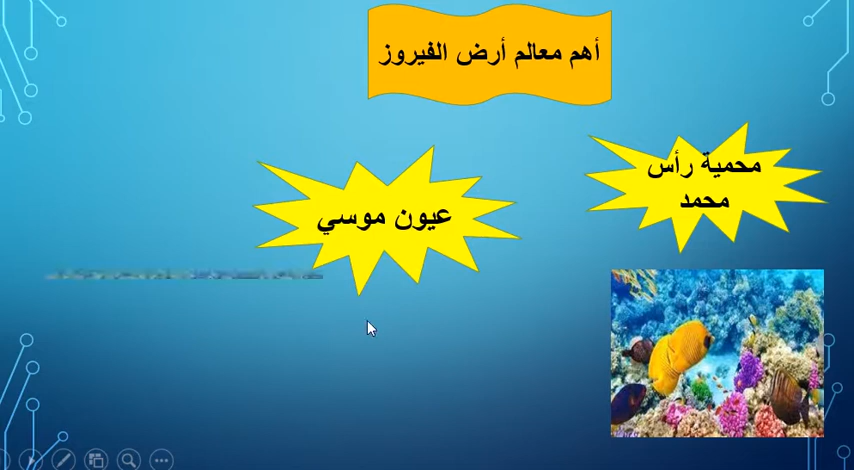 أهم معالم أرض الفيروز
محمية رأس
محمد
عيون موسي